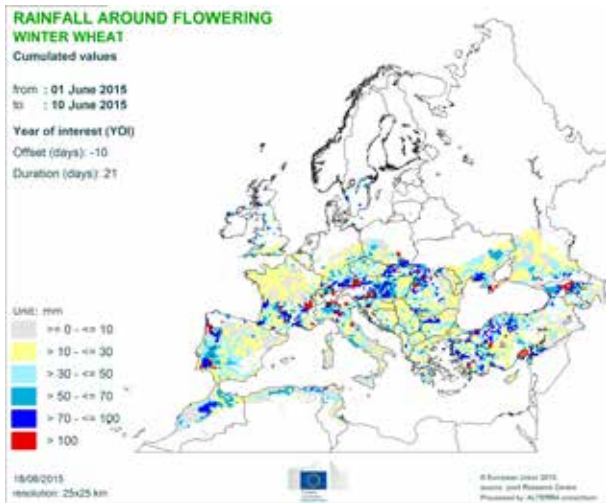 RAINFALL AROUND FLOWERING
WINTER WHEAT
Cumulated values
from : 01 June 2015
to : 10 June 2015
Year of interest (YOI)
Offset (days): -10
Duration (days): 21
Unit: mm
>= 0 - <= 10
> 10 - <= 30
> 30 - <= 50
> 50 - <= 70
> 70 - <= 100
> 100
18/06/2015
resolution: 25x25 km
© European Union 2015
source: Joint Research Centre
Processed by: ALTERRA consortium